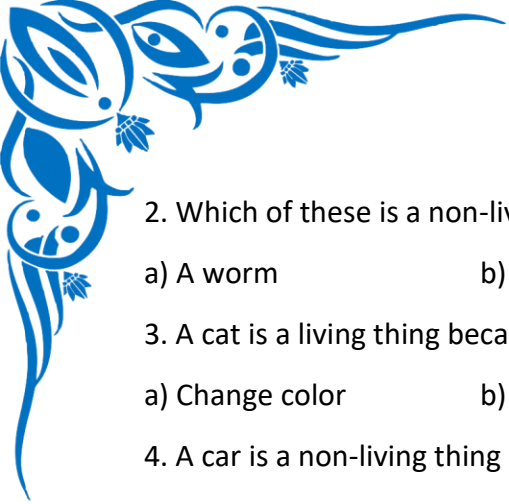 2. Which of these is a non-liv
a) A worm b)
3. A cat is a living thing beca
a) Change color b)
4. A car is a non-living thing